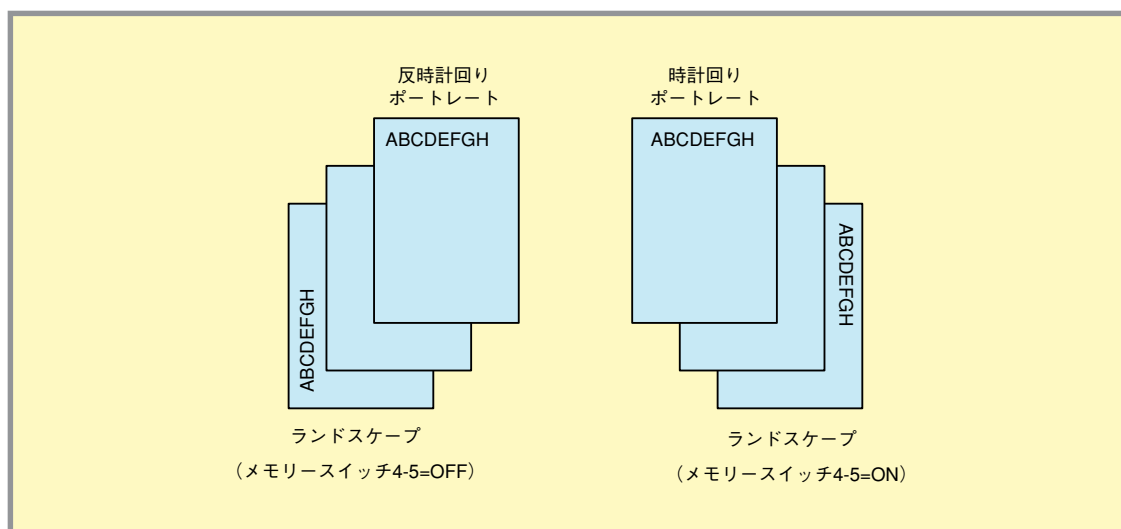 反時計回り
ポートレート
ABCDEFGH
ABCDEFGH
ランドスケープ
（メモリースイッチ4-5=OFF）
時計回り
ポートレート
ABCDEFGH
ABCDEFGH
ランドスケープ
（メモリースイッチ4-5=ON）